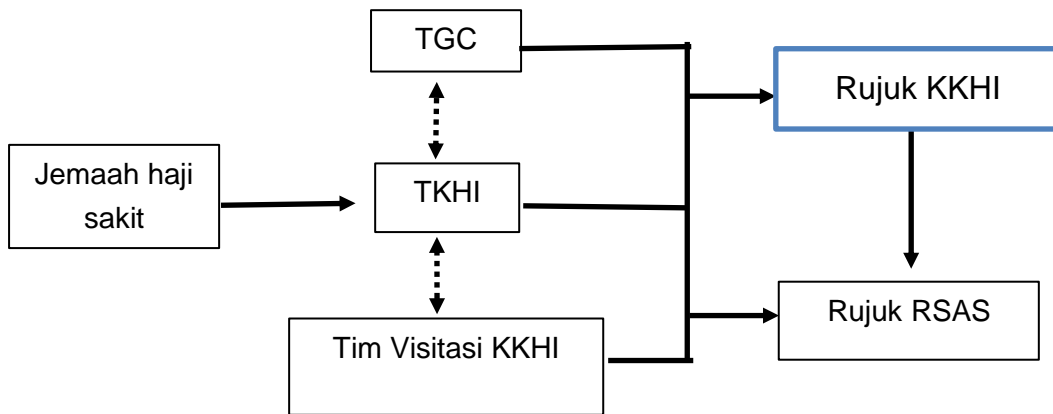 TGC
Rujuk KKHI
Jemaah haji
sakit
TKHI
Rujuk RSAS
Tim Visitasi KKHI